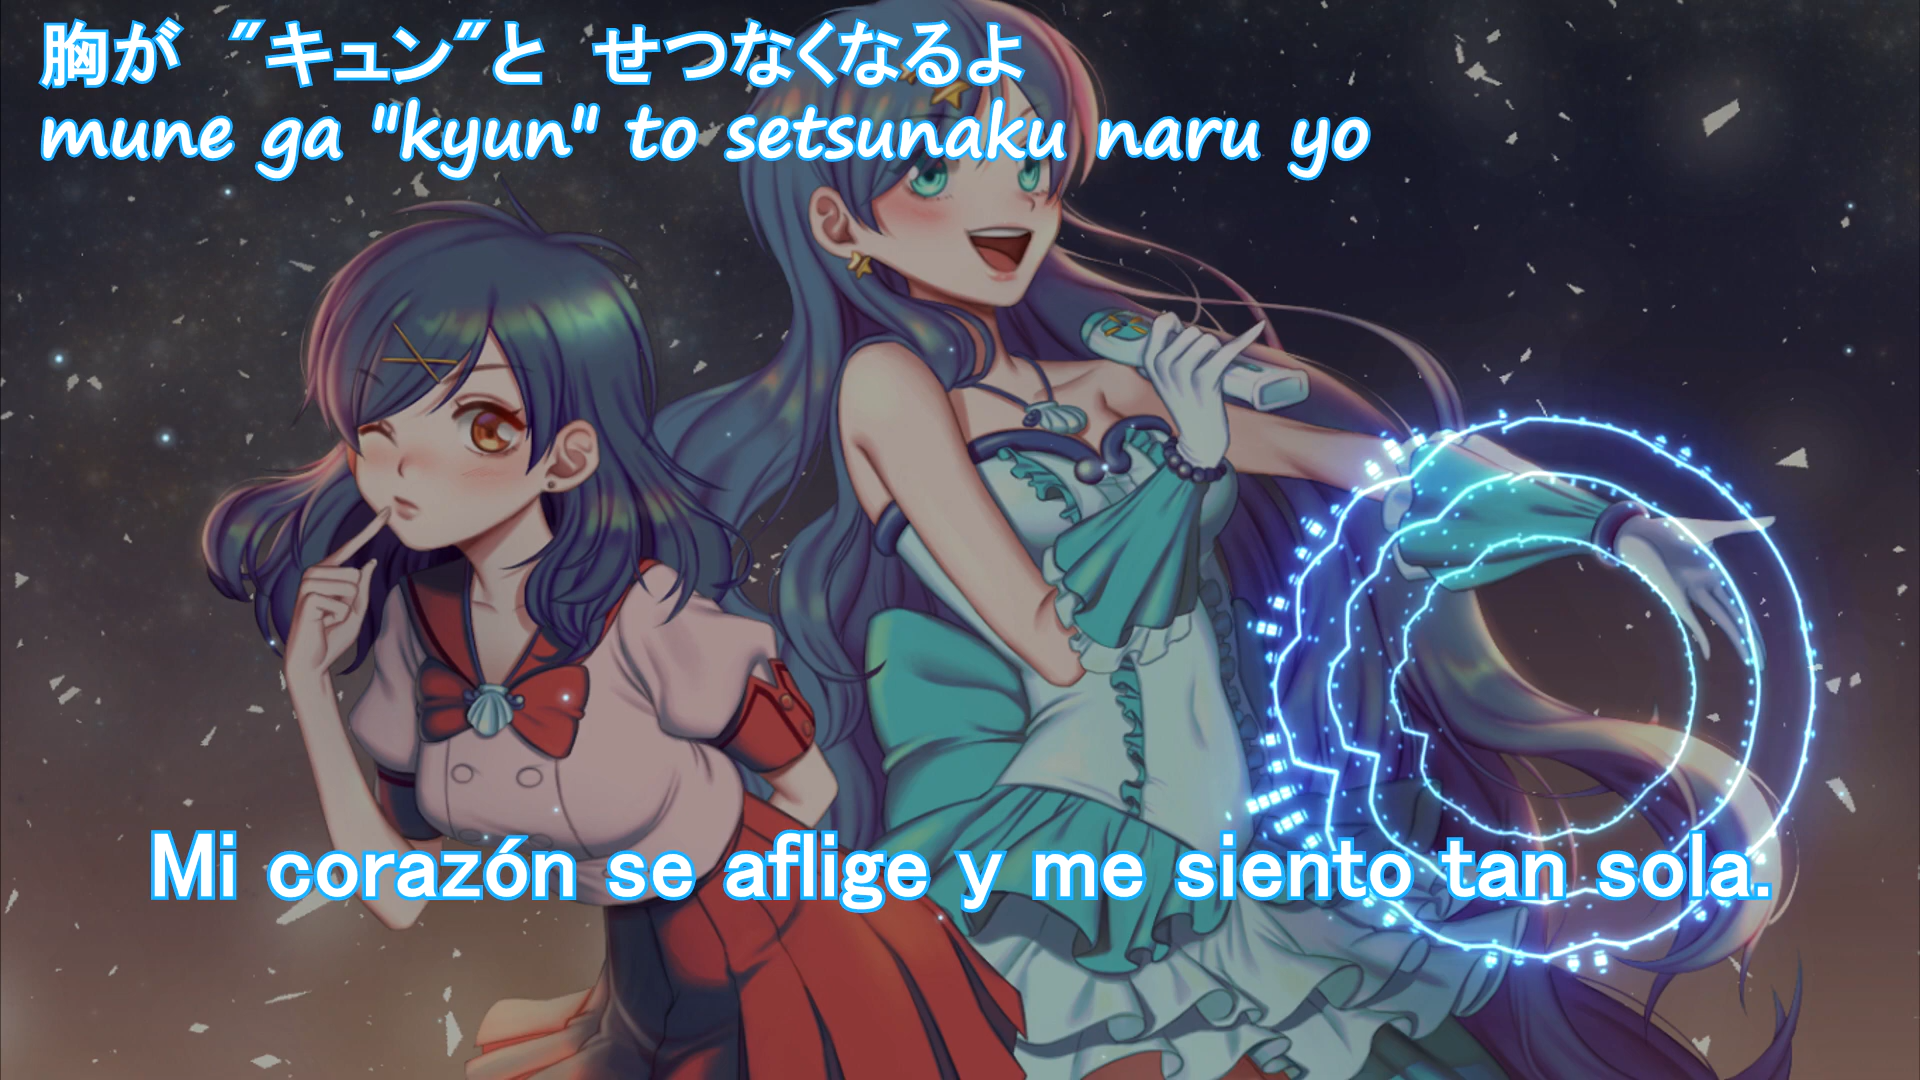 胸が　"キュン"と　せつなくなるよ
mune ga "kyun" to setsunaku naru yo
Mi corazón se aflige y me siento tan sola.